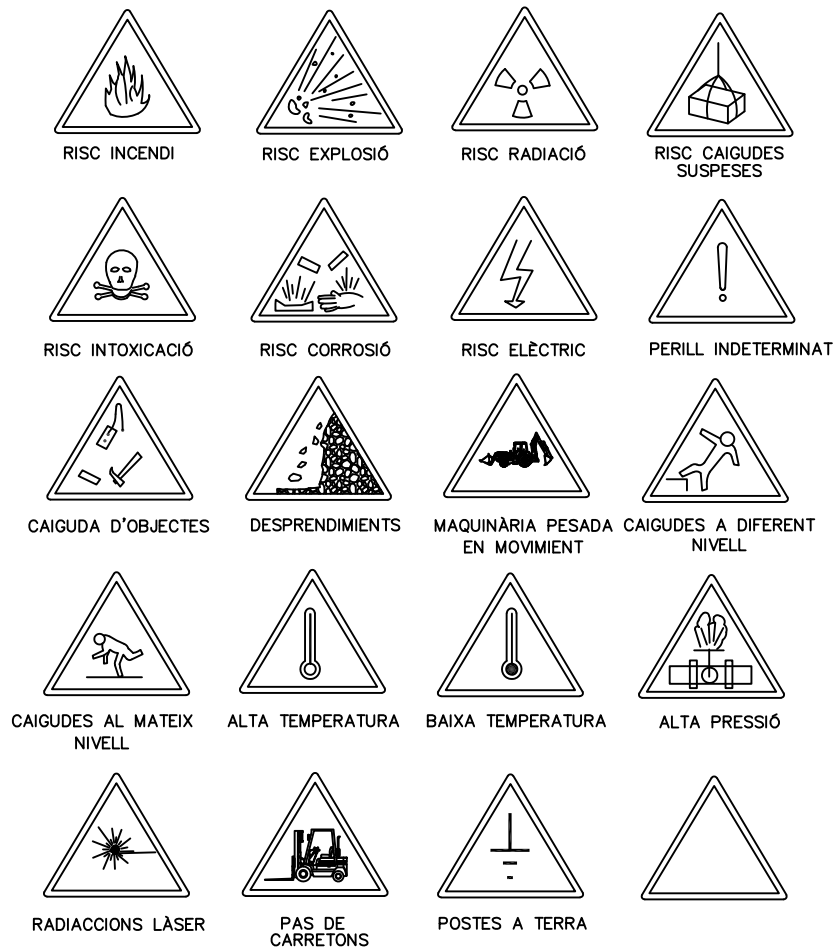 RISC INCENDI
RISC EXPLOSIÓ
RISC RADIACIÓ
RISC CAIGUDES
SUSPESES
RISC INTOXICACIÓ
RISC CORROSIÓ
RISC ELÈCTRIC
PERILL INDETERMINAT
CAIGUDA D'OBJECTES
DESPRENDIMIENTS
MAQUINÀRIA PESADA
EN MOVIMIENT
CAIGUDES A DIFERENT
NIVELL
CAIGUDES AL MATEIX
NIVELL
ALTA TEMPERATURA
BAIXA TEMPERATURA
ALTA PRESSIÓ
RADIACCIONS LÀSER
PAS DE
CARRETONS
POSTES A TERRA